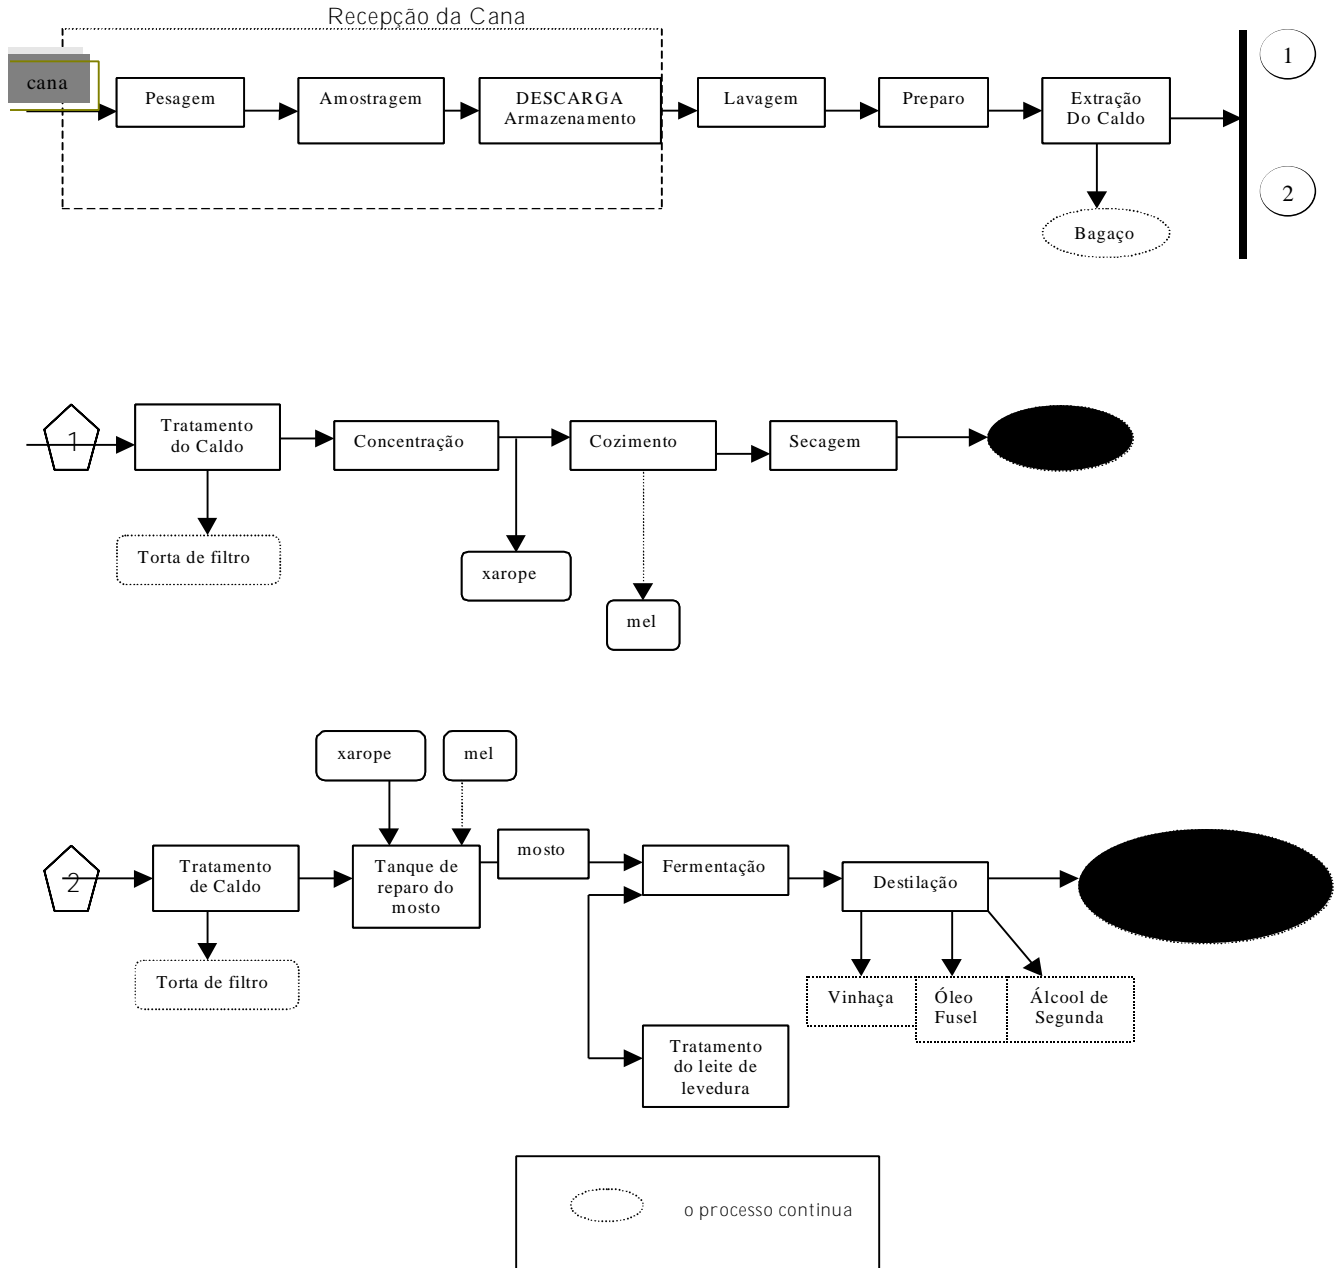 Recepção da Cana
cana
Pesagem
Amostragem
DESCARGA
Armazenamento
Lavagem
Preparo
Extração
Do Caldo
1
2
Bagaço
1
Tratamento
do Caldo
Concentração
Cozimento
Secagem
Torta de filtro
xarope
mel
xarope
mel
2
Tratamento
de Caldo
Tanque de
reparo do
mosto
mosto
Fermentação
Destilação
Torta de filtro
Vinhaça
Óleo
Fusel
Álcool de
Segunda
Tratamento
do leite de
levedura
o processo continua